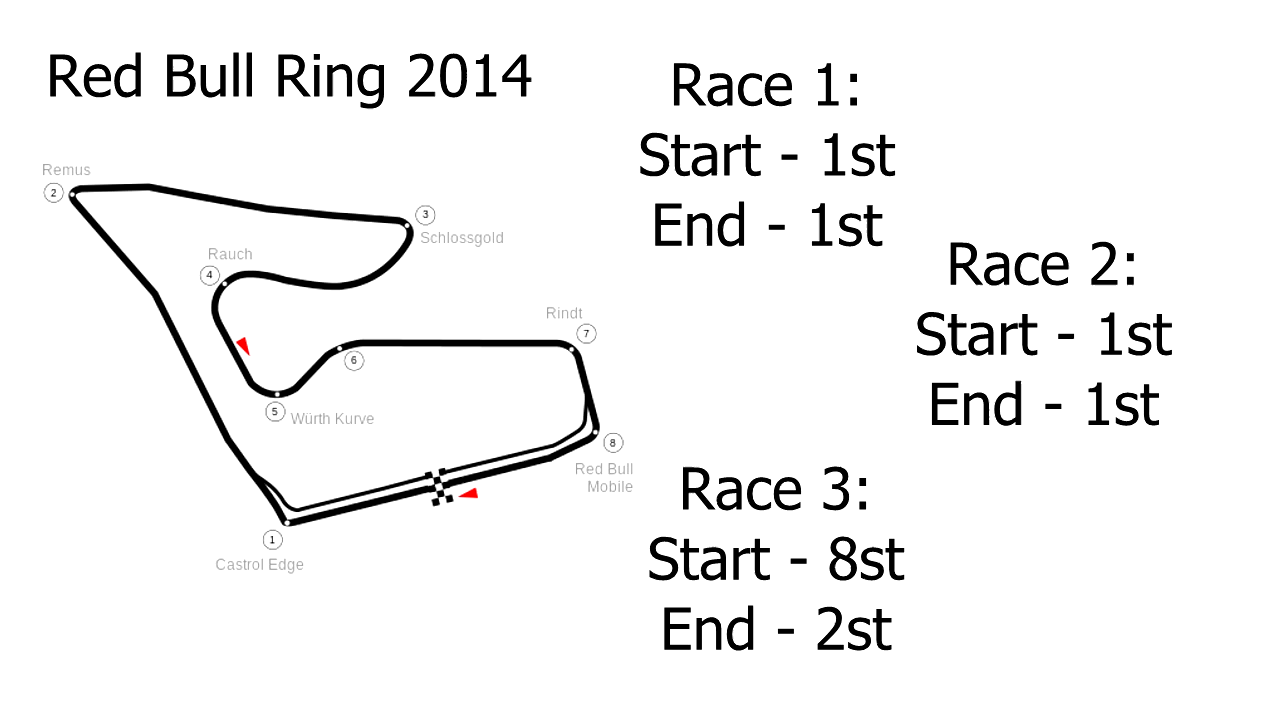 Red Bull Ring 2014
Race 1:
Start - 1st
End - 1st
Race 2:
Start - 1st
End - 1st
Race 3:
Start - 8st
End - 2st
Remus
2
3
Schlossgold
Rauch
4
Rindt
7
6
5
Würth Kurve
8
Red Bull
Mobile
1
Castrol Edge